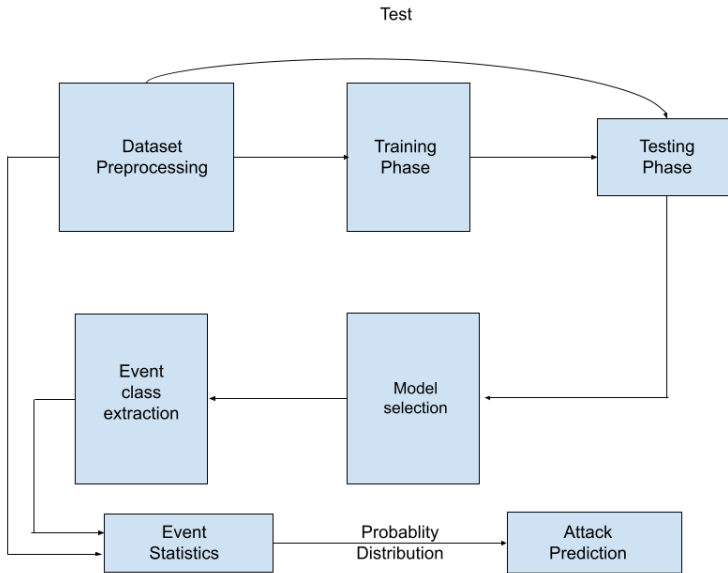 Test
Dataset
Preprocessing
Training
Phase
Testing
Phase
Event
class
extraction
Model
selection
Event
Statistics
Probablity
Distribution
Attack
Prediction